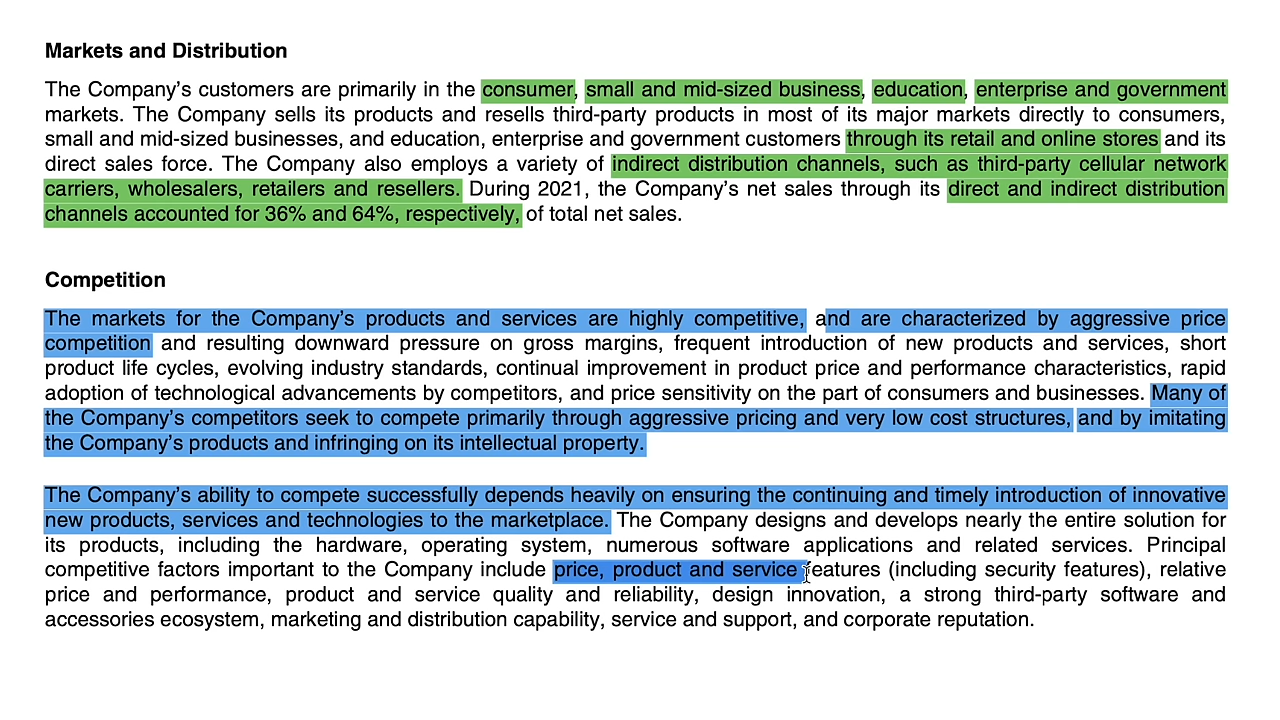 Markets and Distribution
The Company’s customers are primarily in the consumer, small and mid-sized business, education, enterprise and government
markets. The Company sells its products and resells third-party products in most of its major markets directly to consumers,
small and mid-sized businesses, and education, enterprise and government customers through its retail and online stores and its
direct sales force. The Company also employs a variety of indirect distribution channels, such as third-party cellular network
carriers, wholesalers, retailers and resellers. During 2021, the Company’s net sales through its direct and indirect distribution
channels accounted for 36% and 64%, respectively, of total net sales.
Competition
The markets for the Company’s products and services are highly competitive, and are characterized by aggressive price
competition and resulting downward pressure on gross margins, frequent introduction of new products and services, short
product life cycles, evolving industry standards, continual improvement in product price and performance characteristics, rapid
adoption of technological advancements by competitors, and price sensitivity on the part of consumers and businesses. Many of
the Company’s competitors seek to compete primarily through aggressive pricing and very low cost structures, and by imitating
the Company’s products and infringing on its intellectual property.
The Company’s ability to compete successfully depends heavily on ensuring the continuing and timely introduction of innovative
new products, services and technologies to the marketplace. The Company designs and develops nearly the entire solution for
its products, including the hardware, operating system, numerous software applications and related services. Principal
competitive factors important to the Company include price, product and service features (including security features), relative
price and performance, product and service quality and reliability, design innovation, a strong third-party software and
accessories ecosystem, marketing and distribution capability, service and support, and corporate reputation.